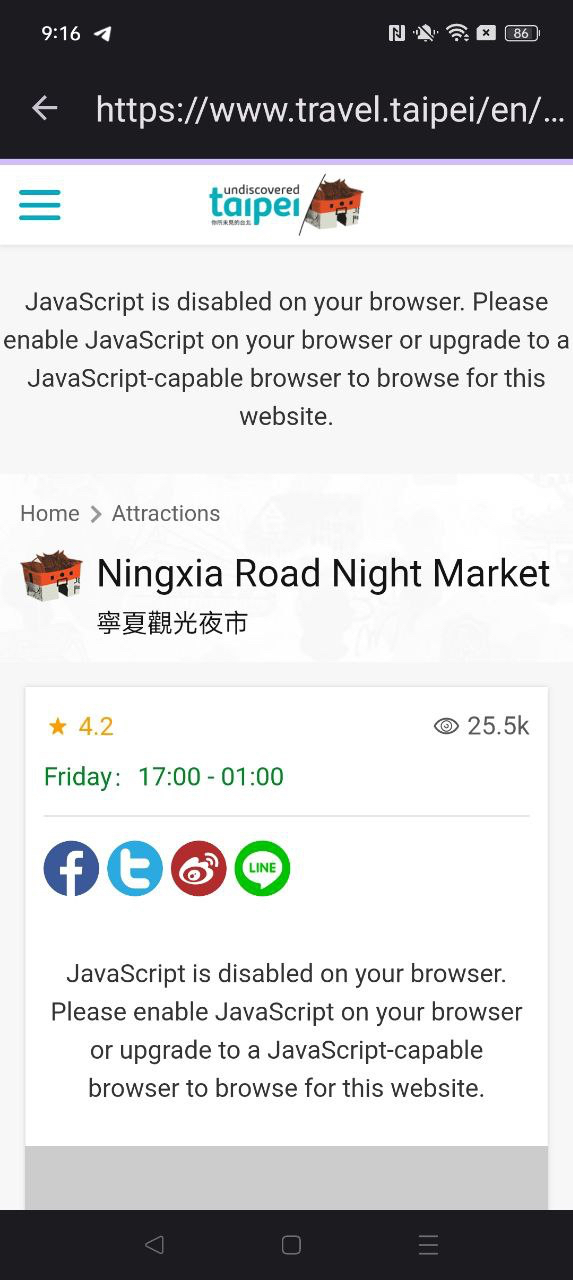 9:16
86
https://www.travel.taipei/en/...
undiscovered
taipei
你所未見的台北
JavaScript is disabled on your browser. Please
enable JavaScript on your browser or upgrade to a
JavaScript-capable browser to browse for this
website.
Home > Attractions
Ningxia Road Night Market
寧夏觀光夜市
4.2
25.5k
Friday： 17:00 - 01:00
LINE
JavaScript is disabled on your browser.
Please enable JavaScript on your browser
or upgrade to a JavaScript-capable
browser to browse for this website.